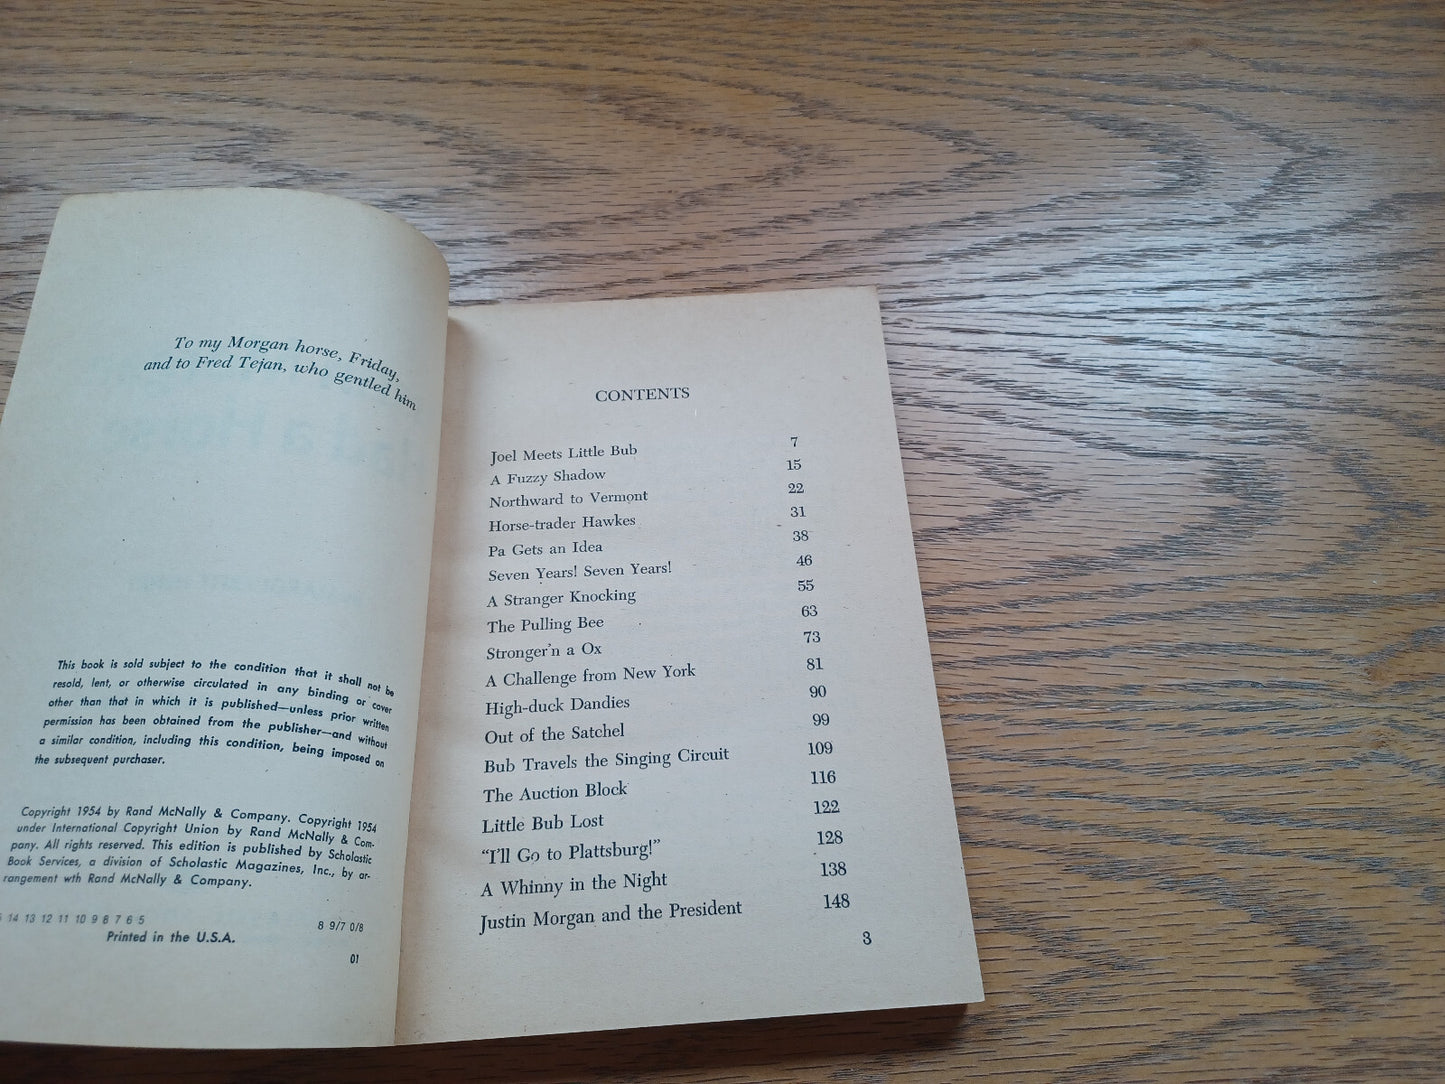 To my Morgan horse, Friday,
and to Fred Tejan, who gentled him
This book is sold subject to the condition that it shall not be
resold, lent, or otherwise circulated in any binding or cover
other than that in which it is published—unless prior written
permission has been obtained from the publisher—and without
a similar condition, including this condition, being imposed on
the subsequent purchaser.
Copyright 1954 by Rand McNally & Company. Copyright 1954
under International Copyright Union by Rand McNally & Com-
pany. All rights reserved. This edition is published by Scholastic
Book Services, a division of Scholastic Magazines, Inc., by ar-
rangement wth Rand McNally & Company.
14 13 12 11 10 9 8 7 6 5
8 9/7 0/8
Printed in the U.S.A.
01
CONTENTS
Joel Meets Little Bub 7
A Fuzzy Shadow 15
Northward to Vermont 22
Horse-trader Hawkes 31
Pa Gets an Idea 38
Seven Years! Seven Years! 46
A Stranger Knocking 55
The Pulling Bee 63
Stronger'n a Ox 73
A Challenge from New York 81
High-duck Dandies 90
Out of the Satchel 99
Bub Travels the Singing Circuit 109
The Auction Block 116
Little Bub Lost 122
"I'll Go to Plattsburg!" 128
A Whinny in the Night 138
Justin Morgan and the President 148
3